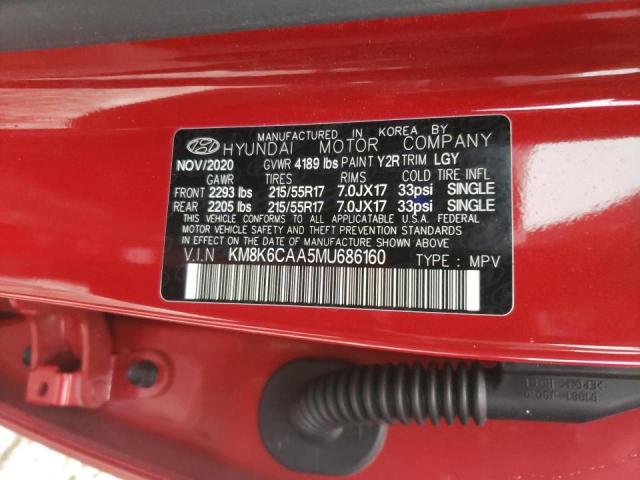 MANUFACTURED IN KOREA BY
HYUNDAI MOTOR COMPANY
NOV/2020 GVWR 4189 lbs PAINT Y2R TRIM LGY
GAWR TIRES RIMS COLD TIRE INFL
FRONT 2293 lbs 215/55R17 7.0JX17 33psi SINGLE
REAR 2205 lbs 215/55R17 7.0JX17 33psi SINGLE
THIS VEHICLE CONFORMS TO ALL APPLICABLE U.S.A. FEDERAL
MOTOR VEHICLE SAFETY, BUMPER, AND THEFT PREVENTION STANDARDS
IN EFFECT ON THE DATE OF MANUFACTURE SHOWN ABOVE.
V.I.N KM8K6CAA5MU686160 TYPE : MPV